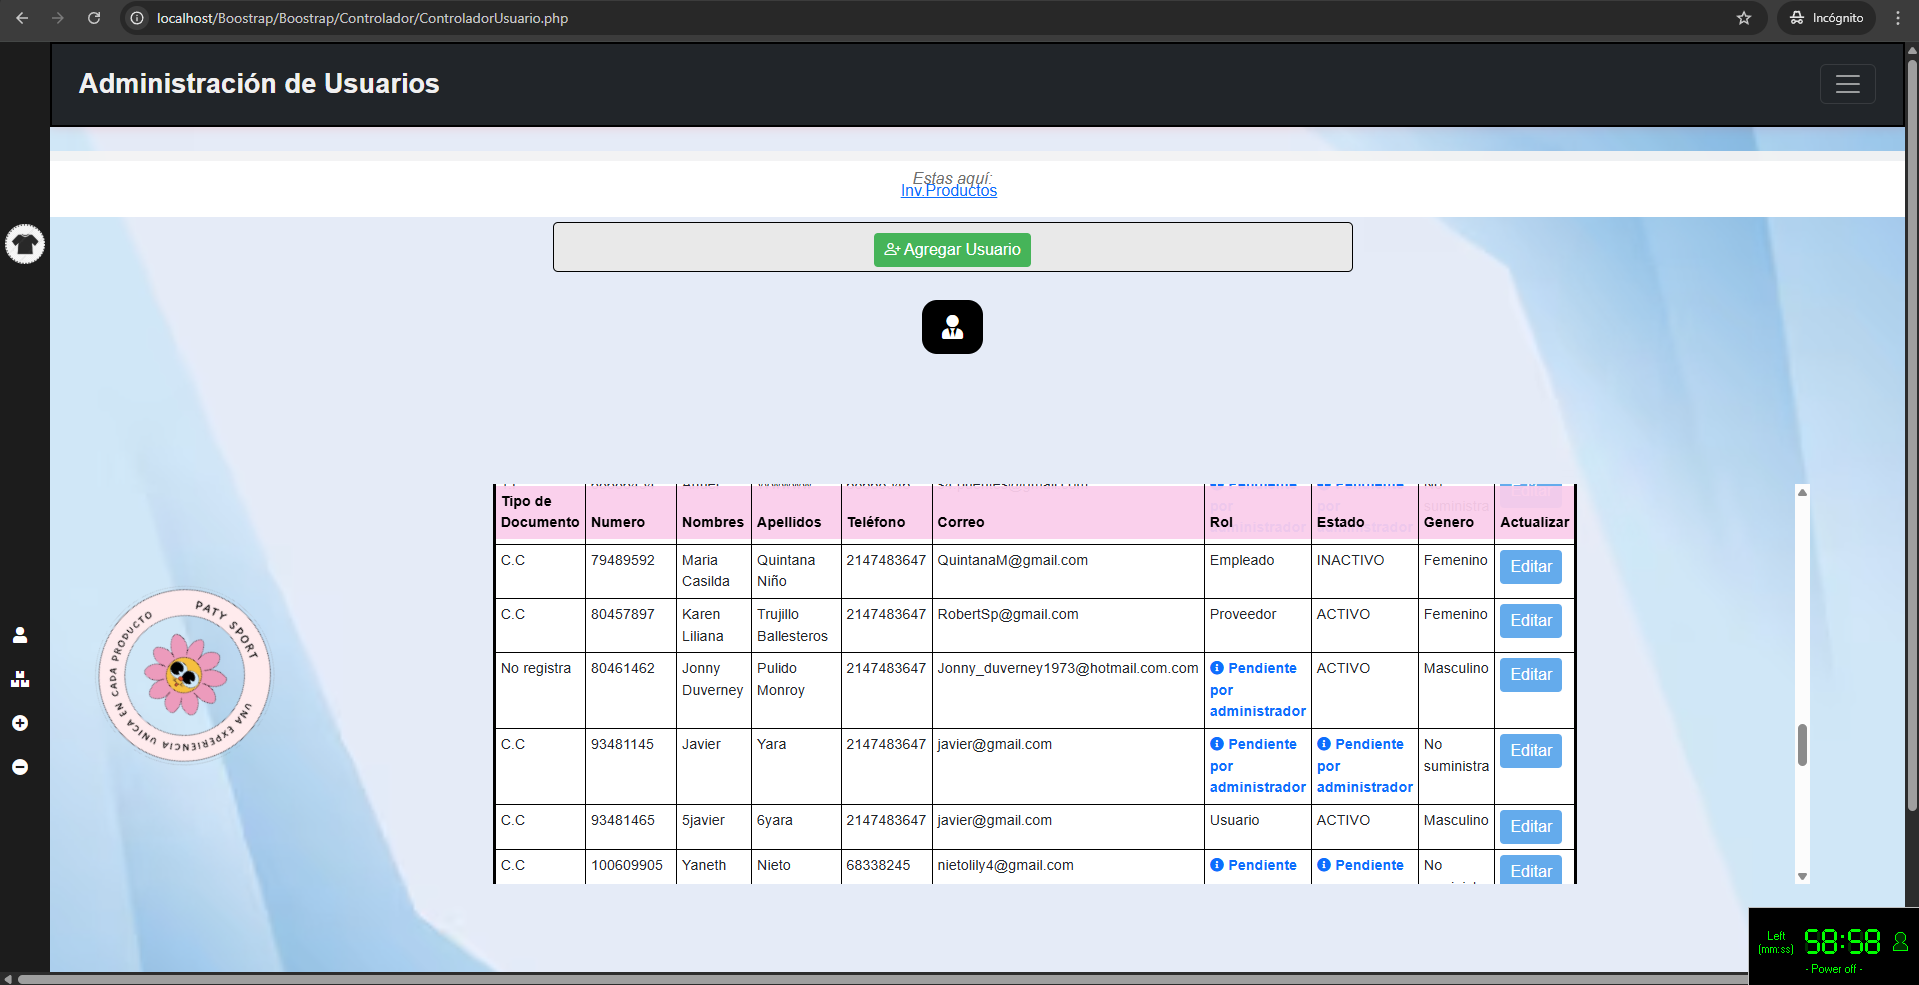 localhost/Boostrap/Boostrap/Controlador/ControladorUsuario.php
Incógnito
Administración de Usuarios
Estas aquí:
Inv.Productos
Agregar Usuario
Tipo de Documento Numero Nombres Apellidos Teléfono Correo Rol Estado Genero Actualizar
C.C 79489592 Maria Casilda Quintana Niño 2147483647 QuintanaM@gmail.com Empleado INACTIVO Femenino Editar
C.C 80457897 Karen Liliana Trujillo Ballesteros 2147483647 RobertSp@gmail.com Proveedor ACTIVO Femenino Editar
No registra 80461462 Jonny Duverney Pulido Monroy 2147483647 Jonny_duverney1973@hotmail.com.com Pendiente por administrador ACTIVO Masculino Editar
C.C 93481145 Javier Yara 2147483647 javier@gmail.com Pendiente por administrador Pendiente por administrador No suministra Editar
C.C 93481465 5javier 6yara 2147483647 javier@gmail.com Usuario ACTIVO Masculino Editar
C.C 100609905 Yaneth Nieto 68338245 nietolily4@gmail.com Pendiente Pendiente No Editar
PATY SPORT
UNA EXPERIENCIA UNICA EN CADA PRODUCTO
Left
(mm:ss)
58:58
- Power off -